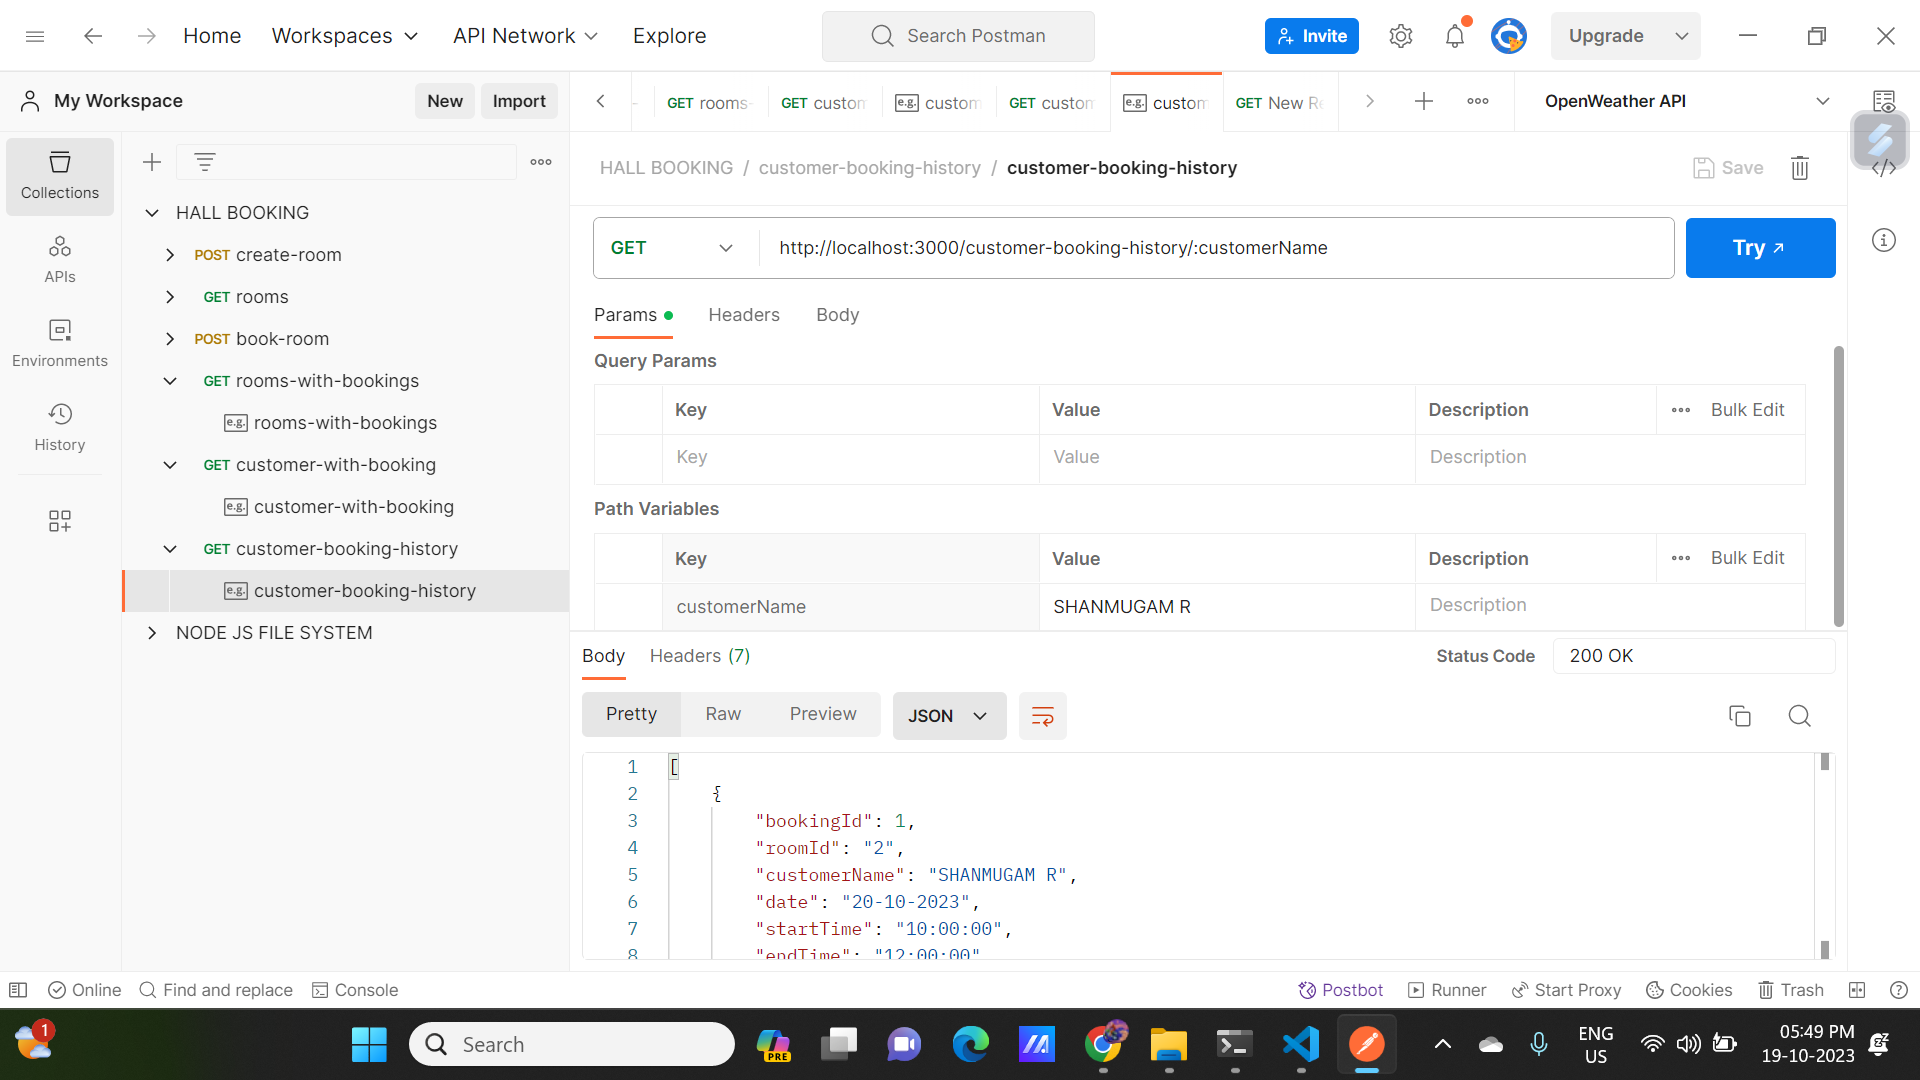 Home Workspaces API Network Explore Search Postman Invite Upgrade
My Workspace New Import
GET rooms- GET custom e.g. custom GET custom e.g. custom GET New Re OpenWeather API
Collections
APIs
Environments
History
HALL BOOKING
POST create-room
GET rooms
POST book-room
GET rooms-with-bookings
e.g. rooms-with-bookings
GET customer-with-booking
e.g. customer-with-booking
GET customer-booking-history
e.g. customer-booking-history
NODE JS FILE SYSTEM
HALL BOOKING / customer-booking-history / customer-booking-history Save
GET http://localhost:3000/customer-booking-history/:customerName Try
Params Headers Body
Query Params
Key Value Description Bulk Edit
Key Value Description
Path Variables
Key Value Description Bulk Edit
customerName SHANMUGAM R Description
Body Headers (7) Status Code 200 OK
Pretty Raw Preview JSON
1 [
2 {
3 "bookingId": 1,
4 "roomId": "2",
5 "customerName": "SHANMUGAM R",
6 "date": "20-10-2023",
7 "startTime": "10:00:00",
8 "endTime": "12:00:00"
Online Find and replace Console Postbot Runner Start Proxy Cookies Trash
1 Search PRE ENG US 05:49 PM
19-10-2023